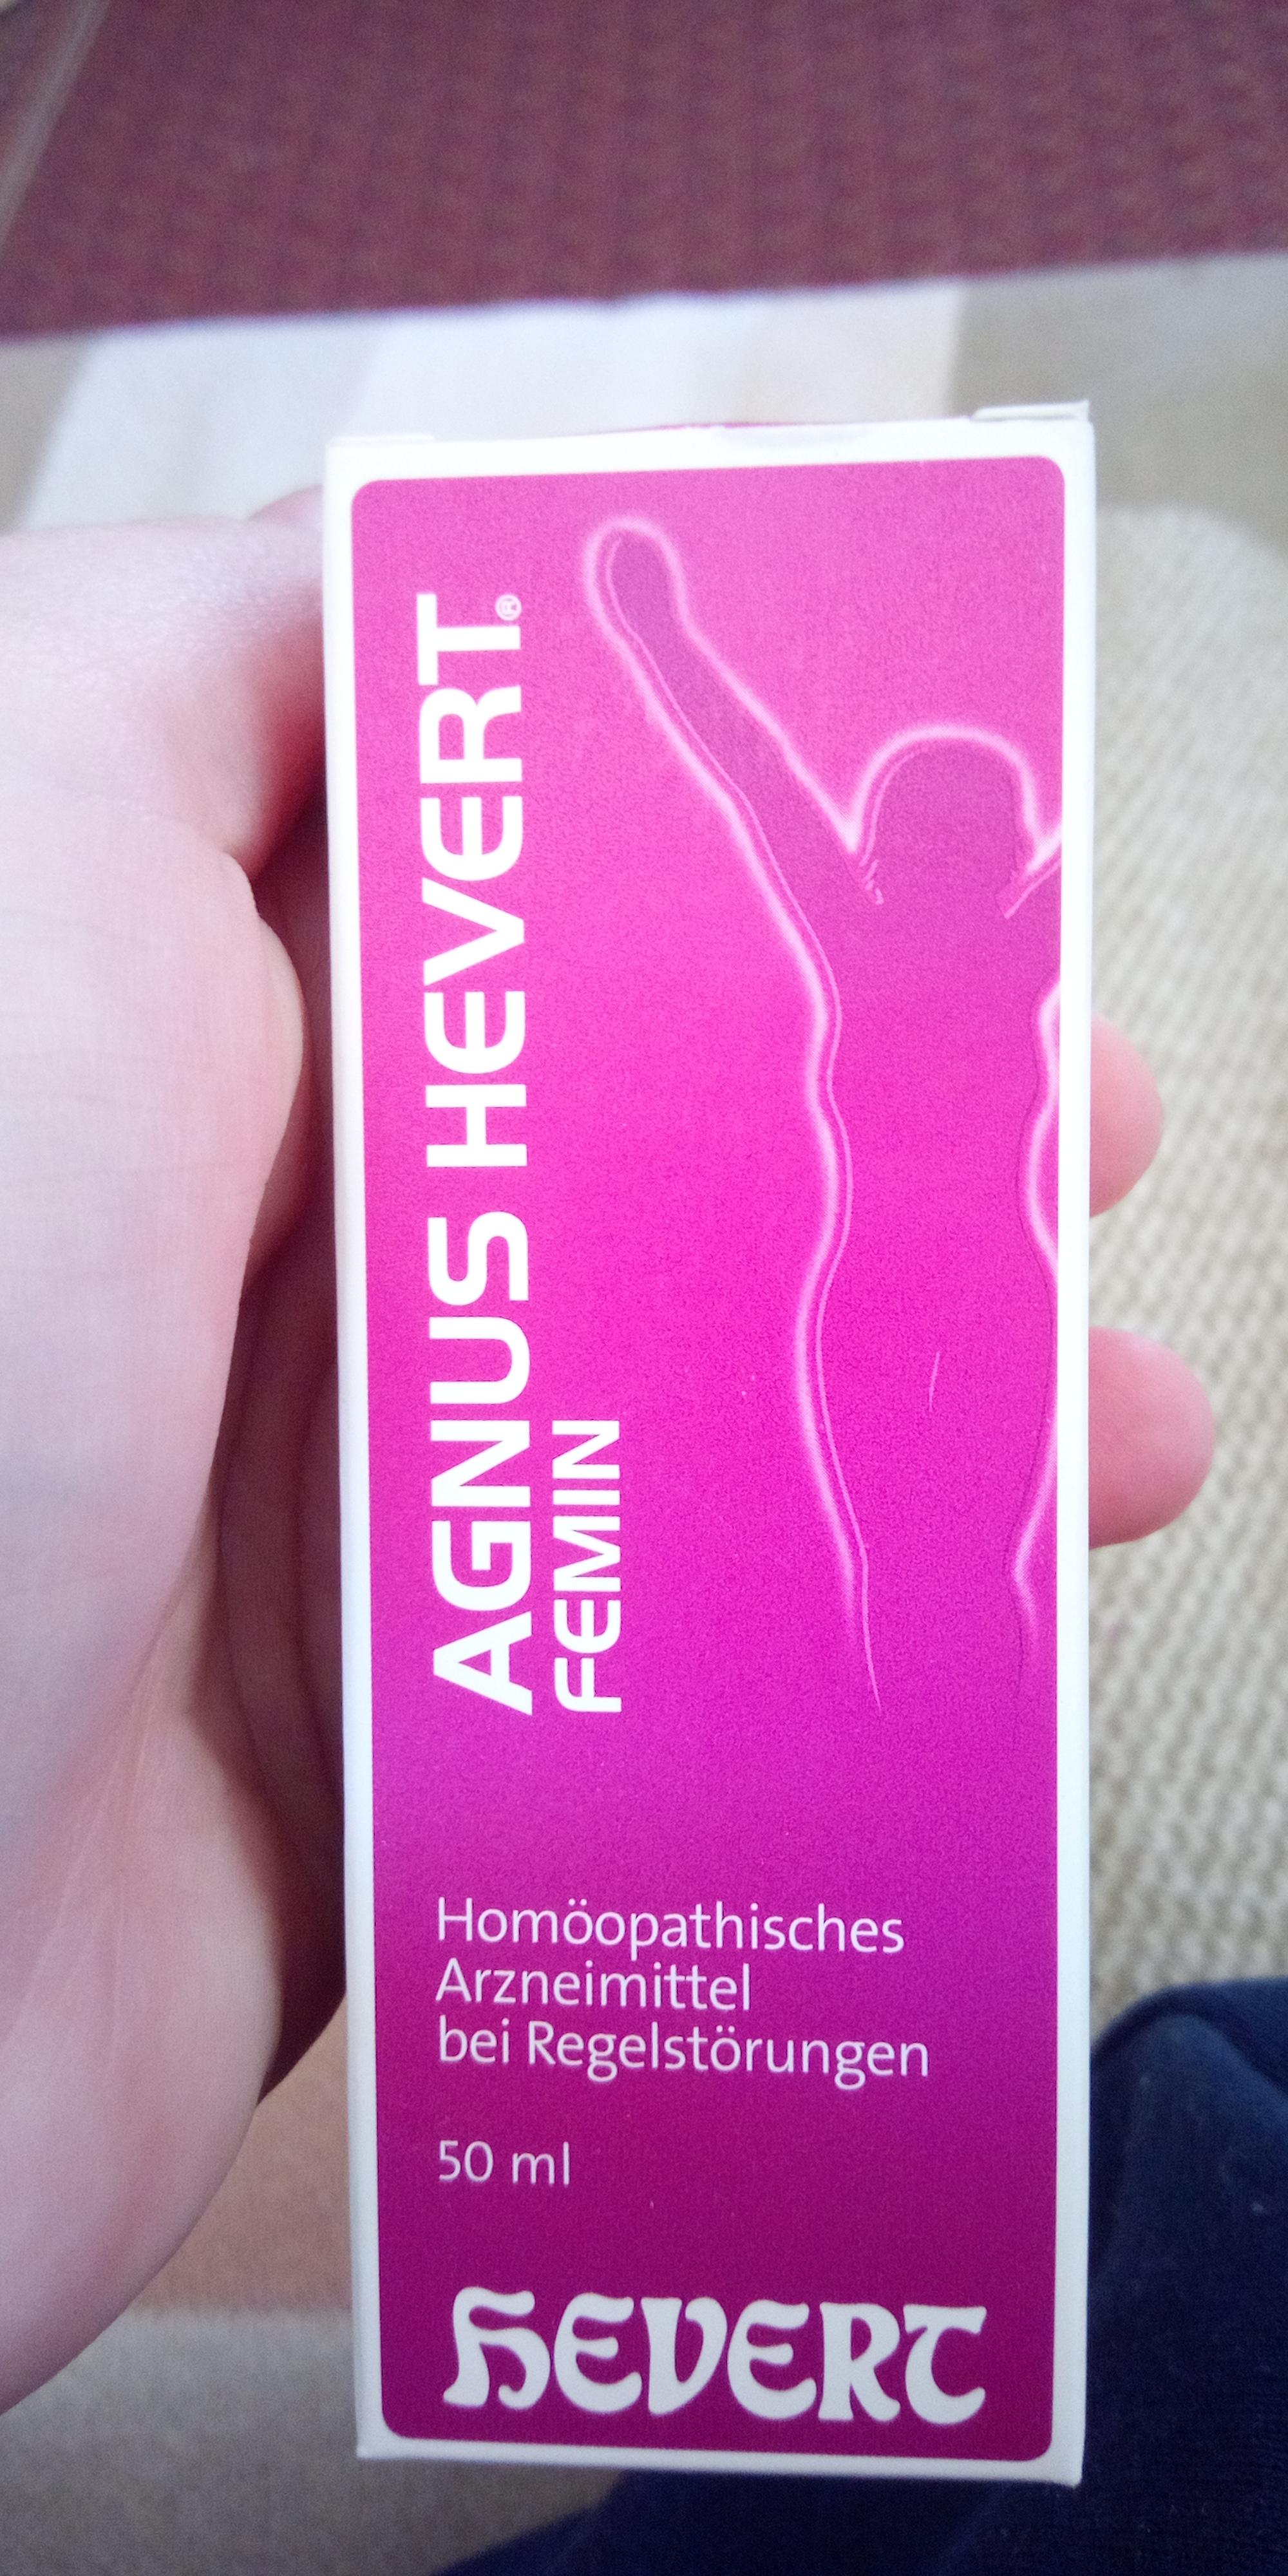 AGNUS HEVERT®
FEMIN
Homöopathisches
Arzneimittel
bei Regelstörungen
50 ml
HEVERT